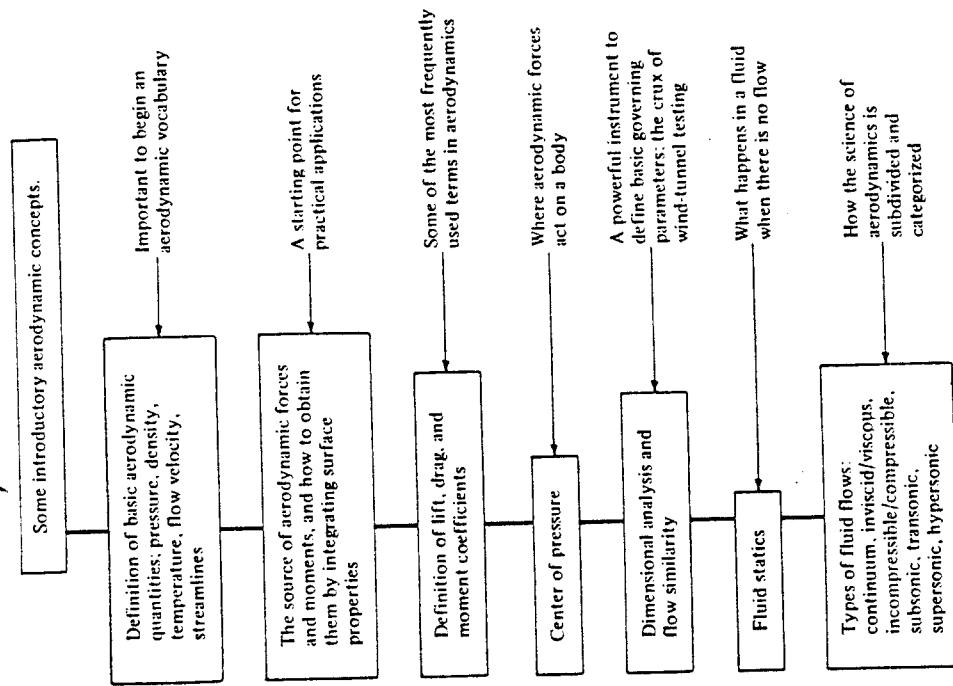 Some introductory aerodynamic concepts.
Definition of basic aerodynamic
quantities: pressure, density,
temperature, flow velocity,
streamlines
Important to begin an
aerodynamic vocabulary
The source of aerodynamic forces
and moments, and how to obtain
them by integrating surface
properties
A starting point for
practical applications
Definition of lift, drag, and
moment coefficients
Some of the most frequently
used terms in aerodynamics
Center of pressure
Where aerodynamic forces
act on a body
Dimensional analysis and
flow similarity
A powerful instrument to
define basic governing
parameters: the crux of
wind-tunnel testing
Fluid statics
What happens in a fluid
when there is no flow
Types of fluid flows:
continuum, inviscid/viscous,
incompressible/compressible,
subsonic, transonic,
supersonic, hypersonic
How the science of
aerodynamics is
subdivided and
categorized